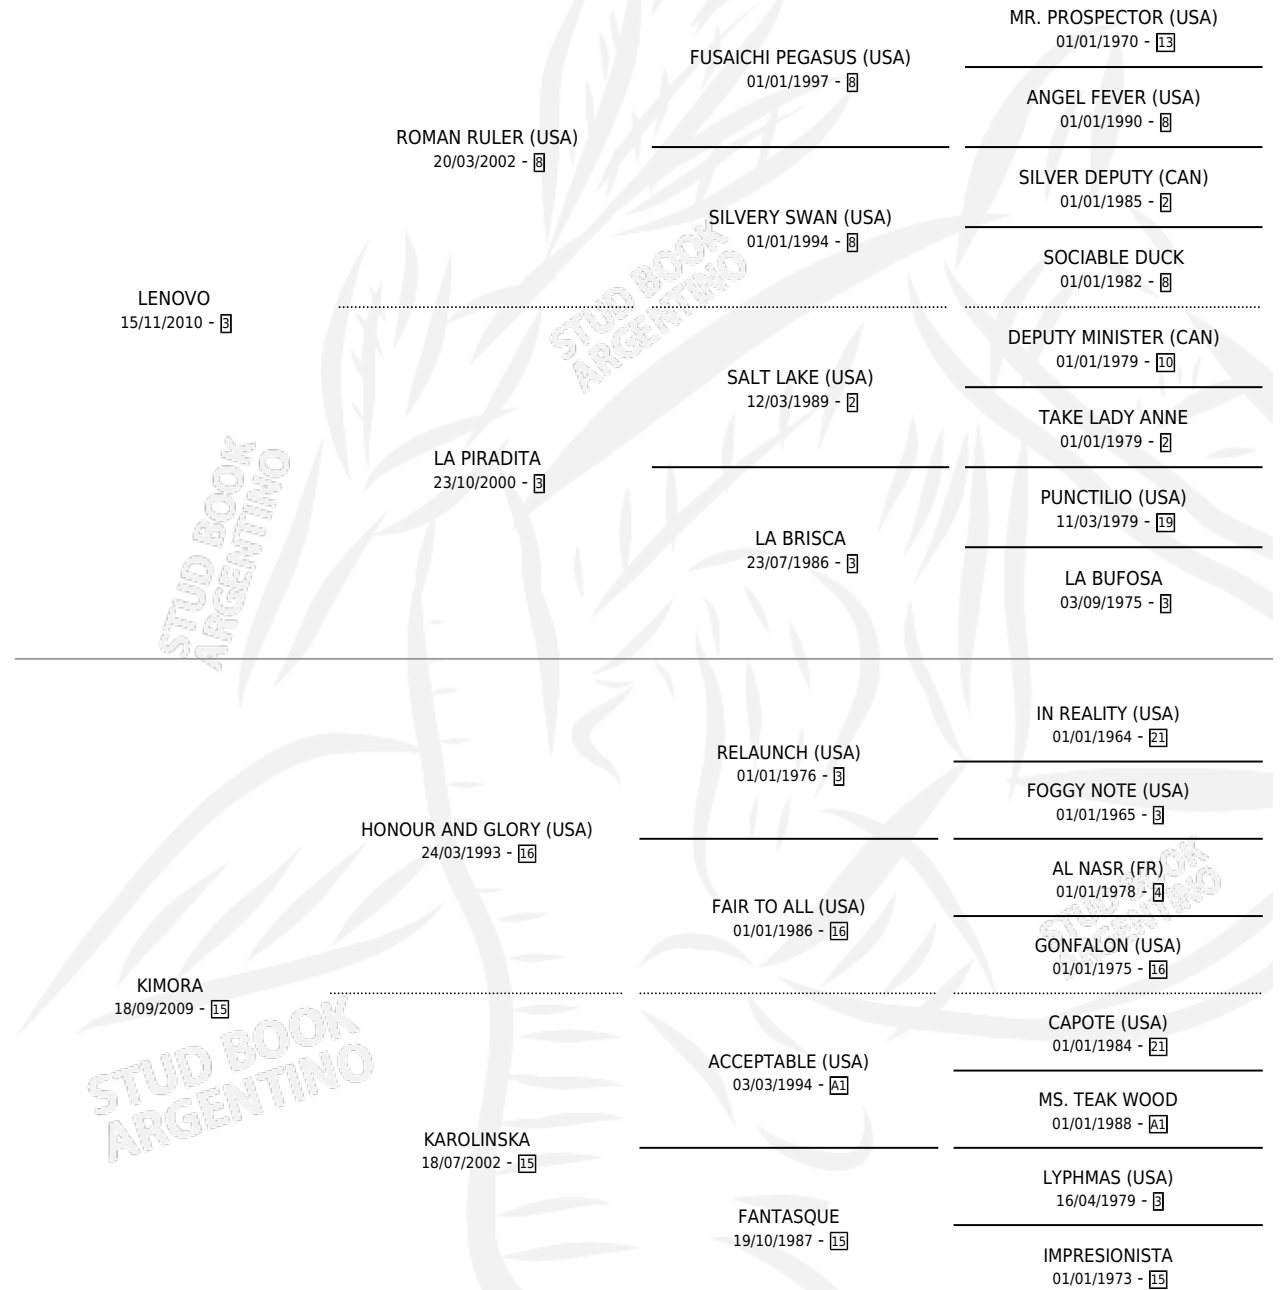 MR. PROSPECTOR (USA)
01/01/1970 - 13
FUSAICHI PEGASUS (USA)
01/01/1997 - 8
ANGEL FEVER (USA)
01/01/1990 - 8
ROMAN RULER (USA)
20/03/2002 - 8
SILVER DEPUTY (CAN)
01/01/1985 - 2
SILVERY SWAN (USA)
01/01/1994 - 8
SOCIABLE DUCK
01/01/1982 - 8
STUD BOOK
ARGENTINO
LENOVO
15/11/2010 - 3
DEPUTY MINISTER (CAN)
01/01/1979 - 10
SALT LAKE (USA)
12/03/1989 - 2
TAKE LADY ANNE
01/01/1979 - 2
LA PIRADITA
23/10/2000 - 3
PUNCTILIO (USA)
11/03/1979 - 19
LA BRISCA
23/07/1986 - 3
LA BUFOSA
03/09/1975 - 3
STUD BOOK
ARGENTINO
IN REALITY (USA)
01/01/1964 - 21
RELAUNCH (USA)
01/01/1976 - 3
FOGGY NOTE (USA)
01/01/1965 - 3
HONOUR AND GLORY (USA)
24/03/1993 - 16
AL NASR (FR)
01/01/1978 - 4
FAIR TO ALL (USA)
01/01/1986 - 16
GONFALON (USA)
01/01/1975 - 16
STUD BOOK
ARGENTINO
KIMORA
18/09/2009 - 15
CAPOTE (USA)
01/01/1984 - 21
ACCEPTABLE (USA)
03/03/1994 - A1
MS. TEAK WOOD
01/01/1988 - A1
STUD BOOK
ARGENTINO
KAROLINSKA
18/07/2002 - 15
LYPHMAS (USA)
16/04/1979 - 3
FANTASQUE
19/10/1987 - 15
IMPRESIONISTA
01/01/1973 - 15